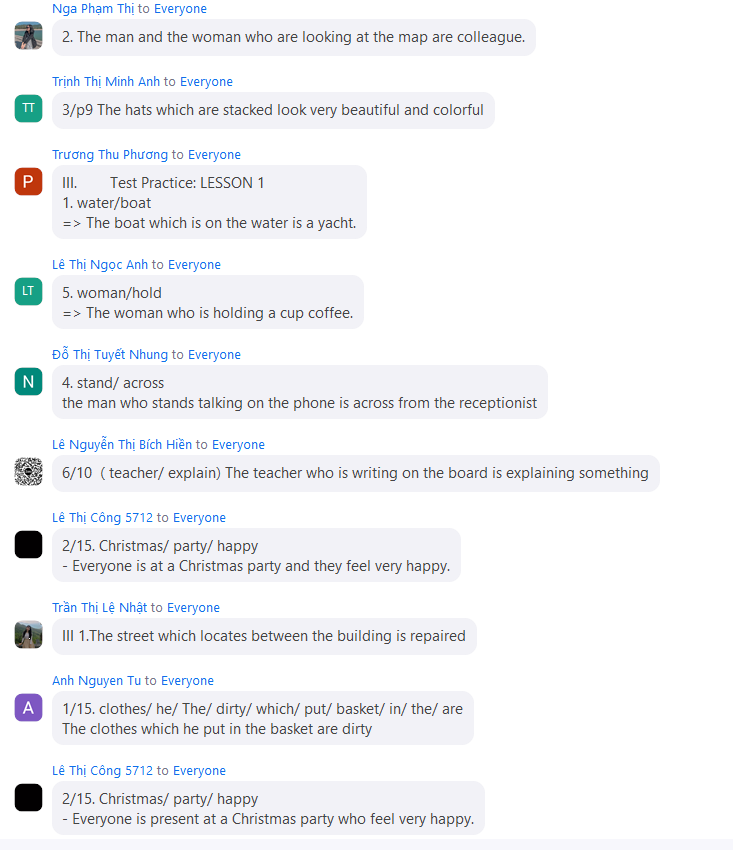 Nga Phạm Thị to Everyone
2. The man and the woman who are looking at the map are colleague.
Trịnh Thị Minh Anh to Everyone
TT
3/p9 The hats which are stacked look very beautiful and colorful
Trương Thu Phương to Everyone
P
III. Test Practice: LESSON 1
1. water/boat
=> The boat which is on the water is a yacht.
Lê Thị Ngọc Anh to Everyone
LT
5. woman/hold
=> The woman who is holding a cup coffee.
Đỗ Thị Tuyết Nhung to Everyone
N
4. stand/ across
the man who stands talking on the phone is across from the receptionist
Lê Nguyễn Thị Bích Hiền to Everyone
6/10 ( teacher/ explain) The teacher who is writing on the board is explaining something
Lê Thị Công 5712 to Everyone
2/15. Christmas/ party/ happy
- Everyone is at a Christmas party and they feel very happy.
Trần Thị Lệ Nhật to Everyone
III 1.The street which locates between the building is repaired
Anh Nguyen Tu to Everyone
A
1/15. clothes/ he/ The/ dirty/ which/ put/ basket/ in/ the/ are
The clothes which he put in the basket are dirty
Lê Thị Công 5712 to Everyone
2/15. Christmas/ party/ happy
- Everyone is present at a Christmas party who feel very happy.